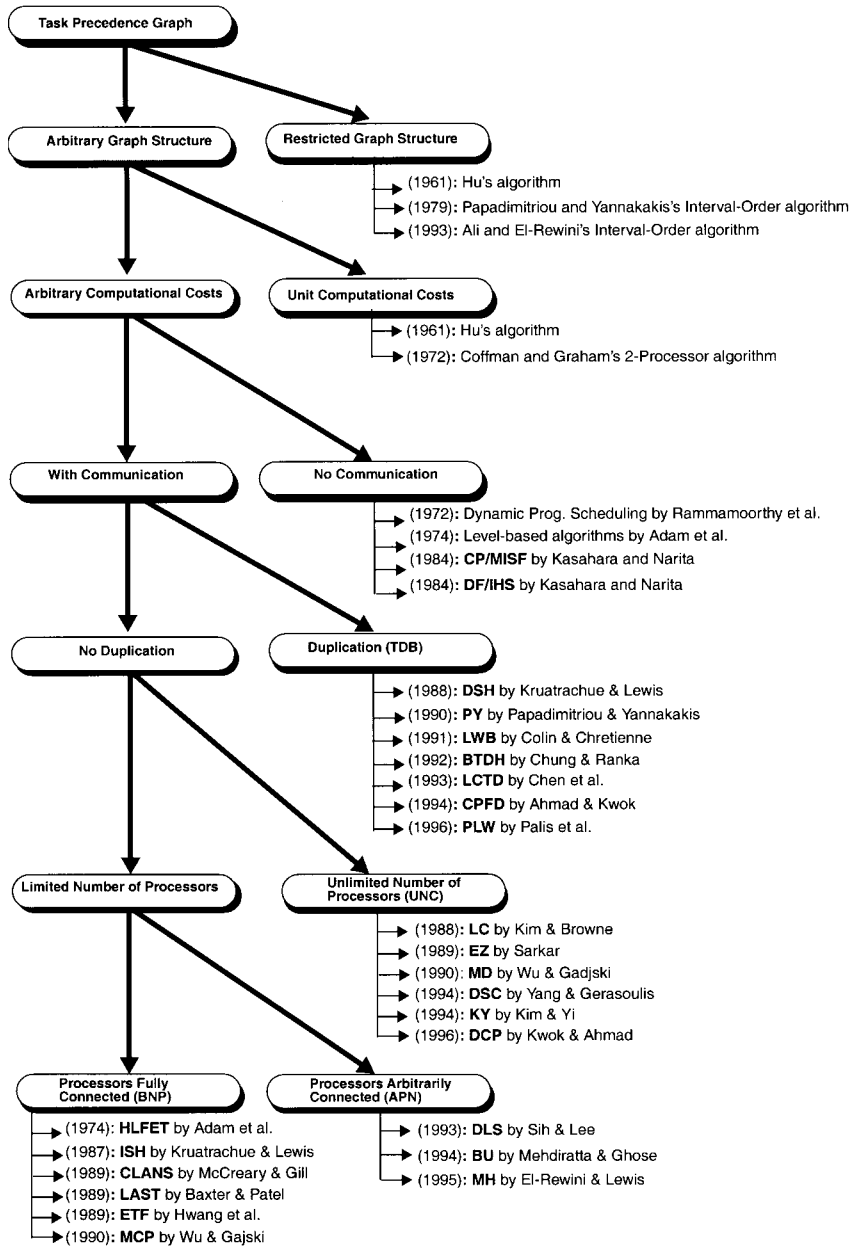 Task Precedence Graph
Arbitrary Graph Structure
Restricted Graph Structure
(1961): Hu's algorithm
(1979): Papadimitriou and Yannakakis's Interval-Order algorithm
(1993): Ali and El-Rewini's Interval-Order algorithm
Arbitrary Computational Costs
Unit Computational Costs
(1961): Hu's algorithm
(1972): Coffman and Graham's 2-Processor algorithm
With Communication
No Communication
(1972): Dynamic Prog. Scheduling by Rammamoorthy et al.
(1974): Level-based algorithms by Adam et al.
(1984): CP/MISF by Kasahara and Narita
(1984): DF/IHS by Kasahara and Narita
No Duplication
Duplication (TDB)
(1988): DSH by Kruatrachue & Lewis
(1990): PY by Papadimitriou & Yannakakis
(1991): LWB by Colin & Chretienne
(1992): BTDH by Chung & Ranka
(1993): LCTD by Chen et al.
(1994): CPFD by Ahmad & Kwok
(1996): PLW by Palis et al.
Limited Number of Processors
Unlimited Number of
Processors (UNC)
(1988): LC by Kim & Browne
(1989): EZ by Sarkar
(1990): MD by Wu & Gadjski
(1994): DSC by Yang & Gerasoulis
(1994): KY by Kim & Yi
(1996): DCP by Kwok & Ahmad
Processors Fully
Connected (BNP)
(1974): HLFET by Adam et al.
(1987): ISH by Kruatrachue & Lewis
(1989): CLANS by McCreary & Gill
(1989): LAST by Baxter & Patel
(1989): ETF by Hwang et al.
(1990): MCP by Wu & Gajski
Processors Arbitrarily
Connected (APN)
(1993): DLS by Sih & Lee
(1994): BU by Mehdiratta & Ghose
(1995): MH by El-Rewini & Lewis